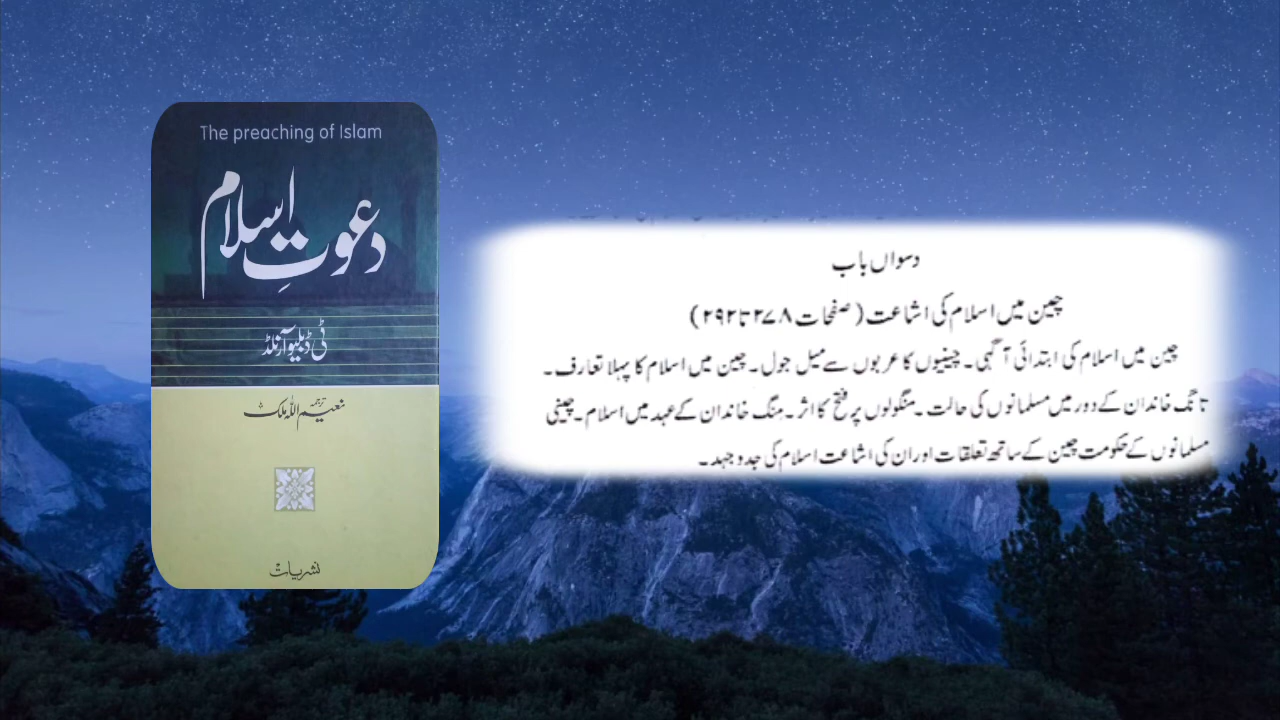 The preaching of Islam
دعوتِ اسلام
ٹی ڈبلیو آرنلڈ
ترجمہ
نعیم اللہ ملک
نشریات
دسواں باب
چین میں اسلام کی اشاعت (صفحات ۲۷۸ تا ۲۹۲)
چین میں اسلام کی ابتدائی آگہی۔ چینیوں کا عربوں سے میل جول۔ چین میں اسلام کا پہلا تعارف۔
تانگ خاندان کے دور میں مسلمانوں کی حالت۔ منگولوں پر فتح کا اثر۔ منگ خاندان کے عہد میں اسلام۔ چینی
مسلمانوں کے حکومت چین کے ساتھ تعلقات اور ان کی اشاعت اسلام کی جدوجہد۔